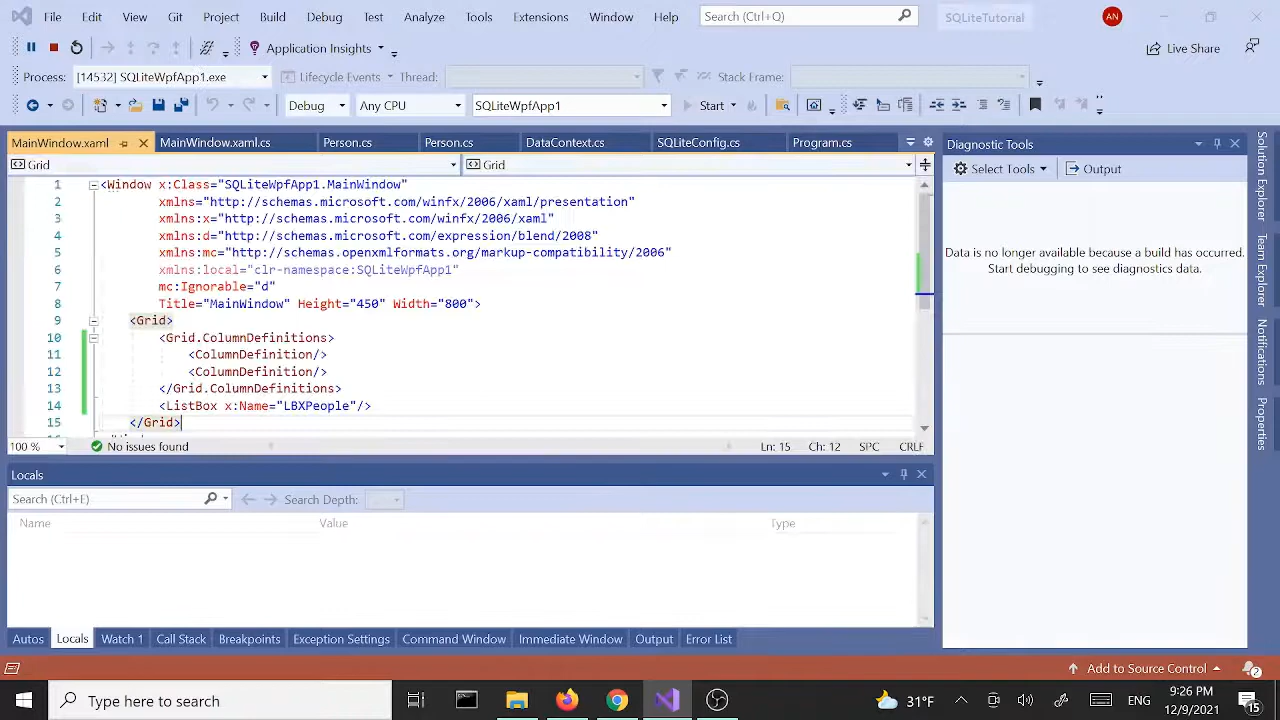 File Edit View Git Project Build Debug Test Analyze Tools Extensions Window Help Search (Ctrl+Q) SQLiteTutorial AN
Application Insights Live Share
Process: [14532] SQLiteWpfApp1.exe Lifecycle Events Thread: Stack Frame:
Debug Any CPU SQLiteWpfApp1 Start
MainWindow.xaml MainWindow.xaml.cs Person.cs Person.cs DataContext.cs SQLiteConfig.cs Program.cs
Grid Grid
1 <Window x:Class="SQLiteWpfApp1.MainWindow"
2 xmlns="http://schemas.microsoft.com/winfx/2006/xaml/presentation"
3 xmlns:x="http://schemas.microsoft.com/winfx/2006/xaml"
4 xmlns:d="http://schemas.microsoft.com/expression/blend/2008"
5 xmlns:mc="http://schemas.openxmlformats.org/markup-compatibility/2006"
6 xmlns:local="clr-namespace:SQLiteWpfApp1"
7 mc:Ignorable="d"
8 Title="MainWindow" Height="450" Width="800">
9 <Grid>
10 <Grid.ColumnDefinitions>
11 <ColumnDefinition/>
12 <ColumnDefinition/>
13 </Grid.ColumnDefinitions>
14 <ListBox x:Name="LBXPeople"/>
15 </Grid>
100 % No issues found Ln: 15 Ch: 12 SPC CRLF
Diagnostic Tools
Select Tools Output
Data is no longer available because a build has occurred.
Start debugging to see diagnostics data.
Solution Explorer
Team Explorer
Notifications
Properties
Locals
Search (Ctrl+E) Search Depth:
Name Value Type
Autos Locals Watch 1 Call Stack Breakpoints Exception Settings Command Window Immediate Window Output Error List
Add to Source Control 2
Type here to search 31°F ENG 3:26 PM 15
12/9/2021